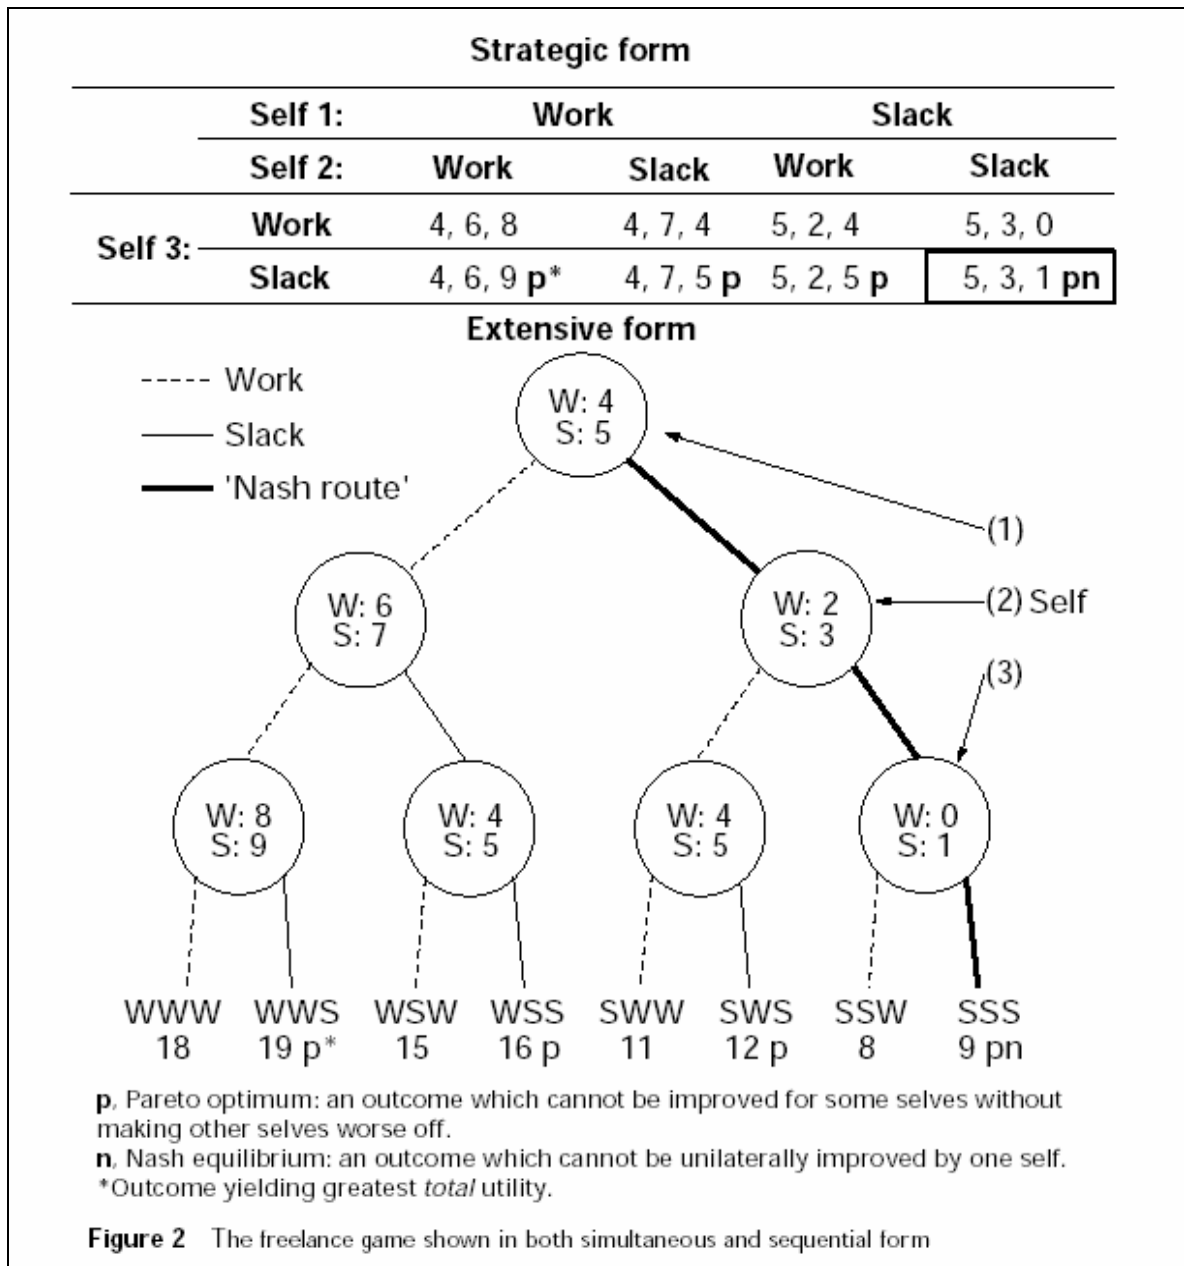 Strategic form
Self 1: Work Slack
Self 2: Work Slack Work Slack
Self 3:
Work 4, 6, 8 4, 7, 4 5, 2, 4 5, 3, 0
Slack 4, 6, 9 p* 4, 7, 5 p 5, 2, 5 p 5, 3, 1 pn
Extensive form
Work
Slack
'Nash route'
W: 4
S: 5
(1)
W: 6
S: 7
W: 2
S: 3
(2) Self
(3)
W: 8
S: 9
W: 4
S: 5
W: 4
S: 5
W: 0
S: 1
WWW WWS WSW WSS SWW SWS SSW SSS
18 19 p* 15 16 p 11 12 p 8 9 pn
p, Pareto optimum: an outcome which cannot be improved for some selves without
making other selves worse off.
n, Nash equilibrium: an outcome which cannot be unilaterally improved by one self.
*Outcome yielding greatest total utility.
Figure 2 The freelance game shown in both simultaneous and sequential form